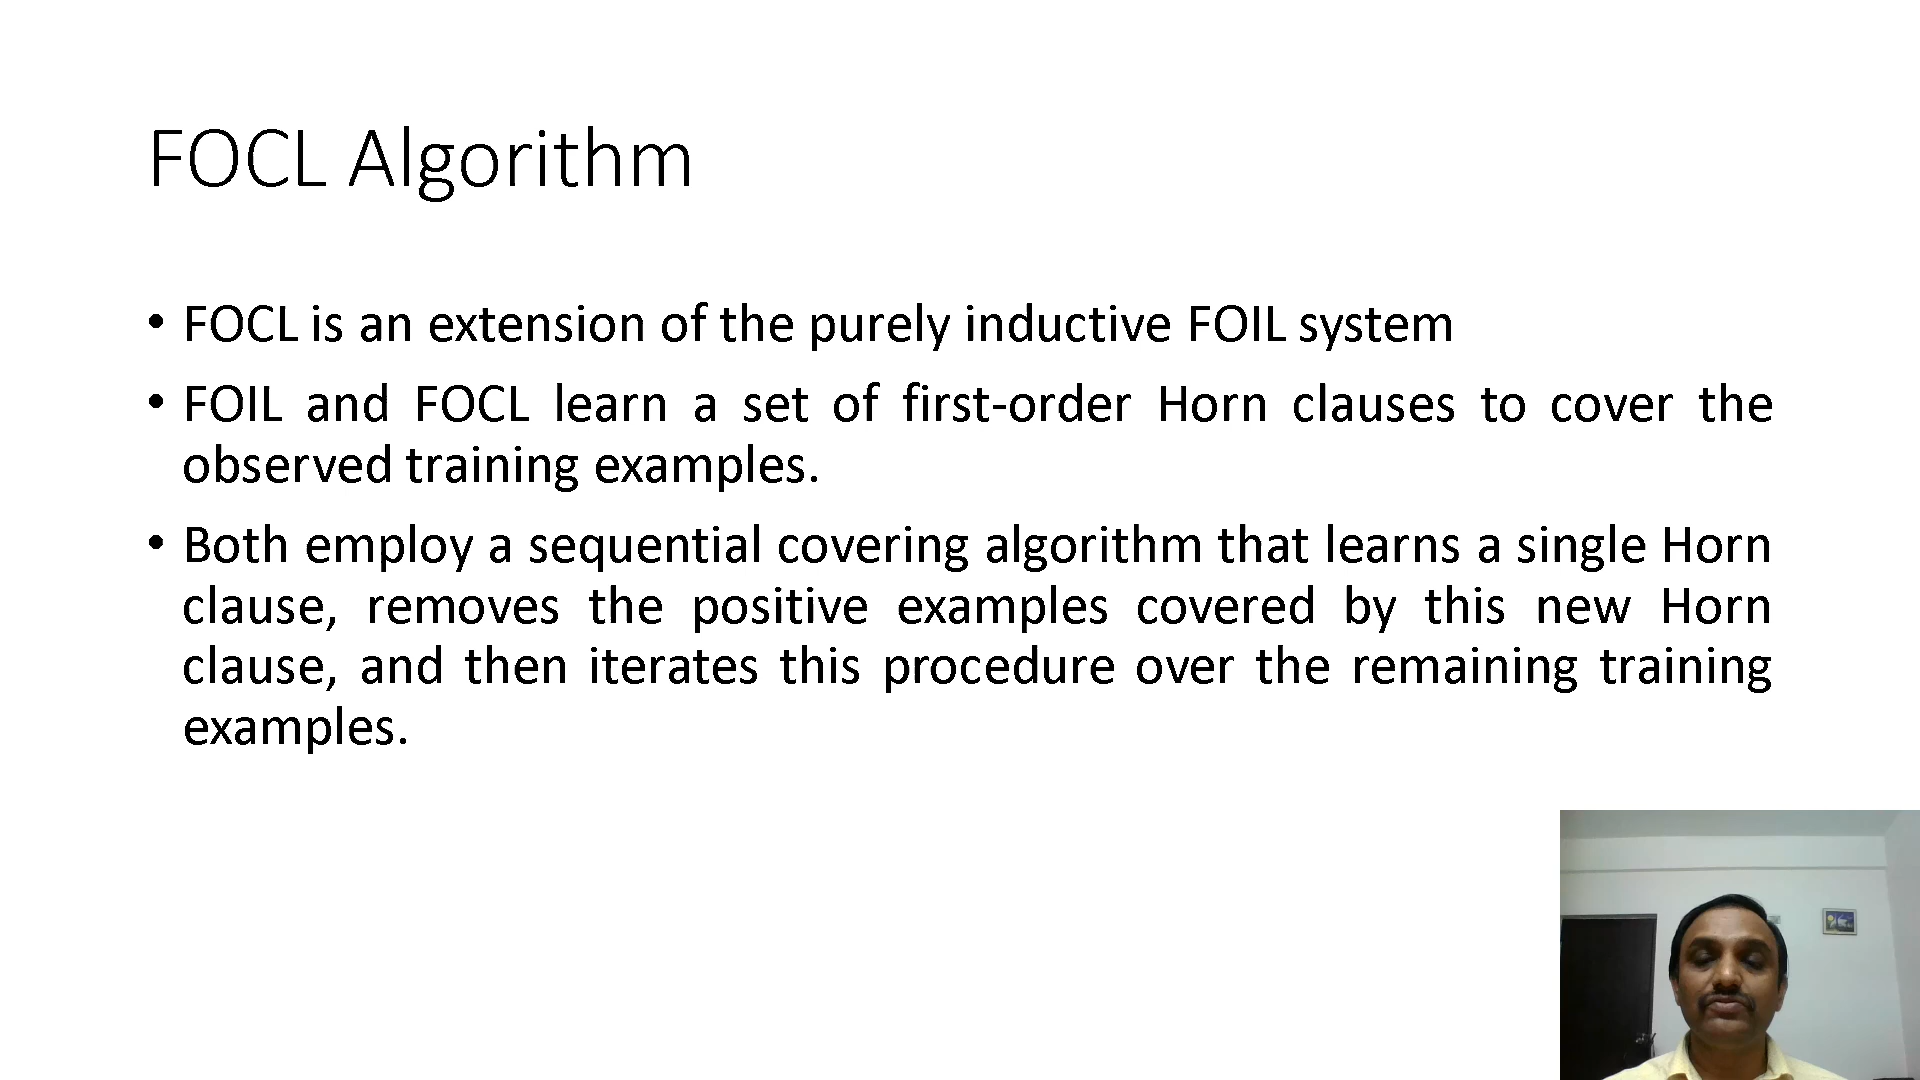 FOCL Algorithm
• FOCL is an extension of the purely inductive FOIL system
• FOIL and FOCL learn a set of first-order Horn clauses to cover the
observed training examples.
• Both employ a sequential covering algorithm that learns a single Horn
clause, removes the positive examples covered by this new Horn
clause, and then iterates this procedure over the remaining training
examples.